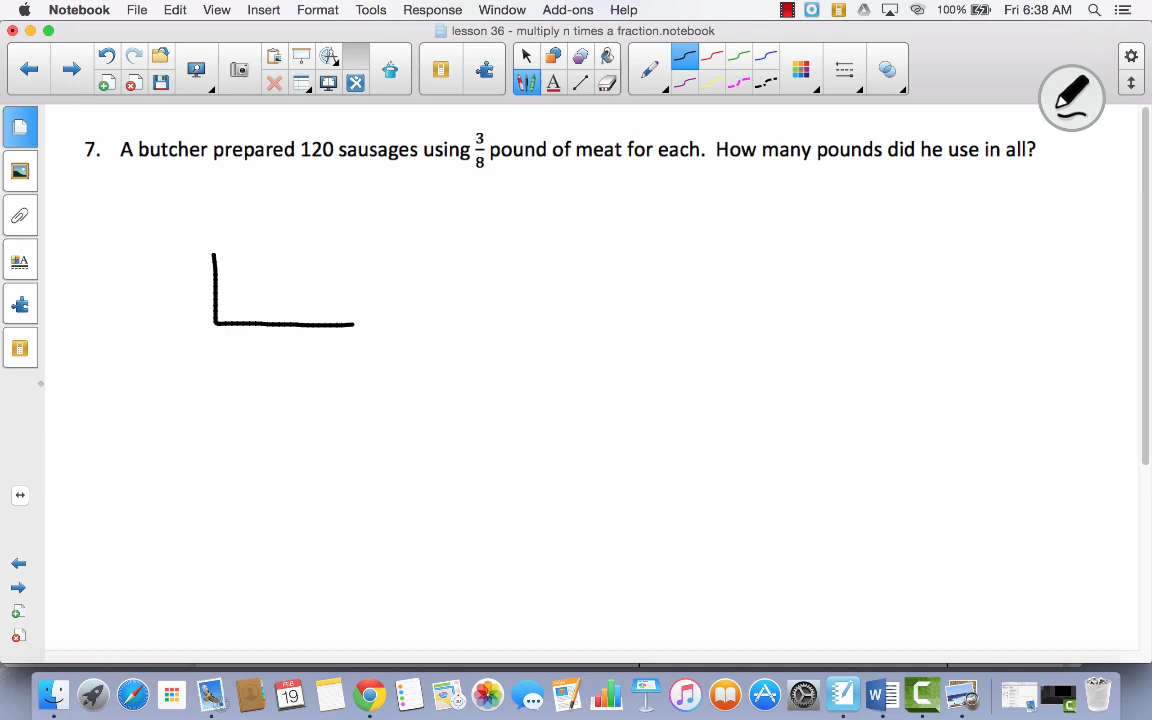 Notebook File Edit View Insert Format Tools Response Window Add-ons Help 100% Fri 6:38 AM
lesson 36 - multiply n times a fraction.notebook
7. A butcher prepared 120 sausages using 3/8 pound of meat for each. How many pounds did he use in all?
FEB
19